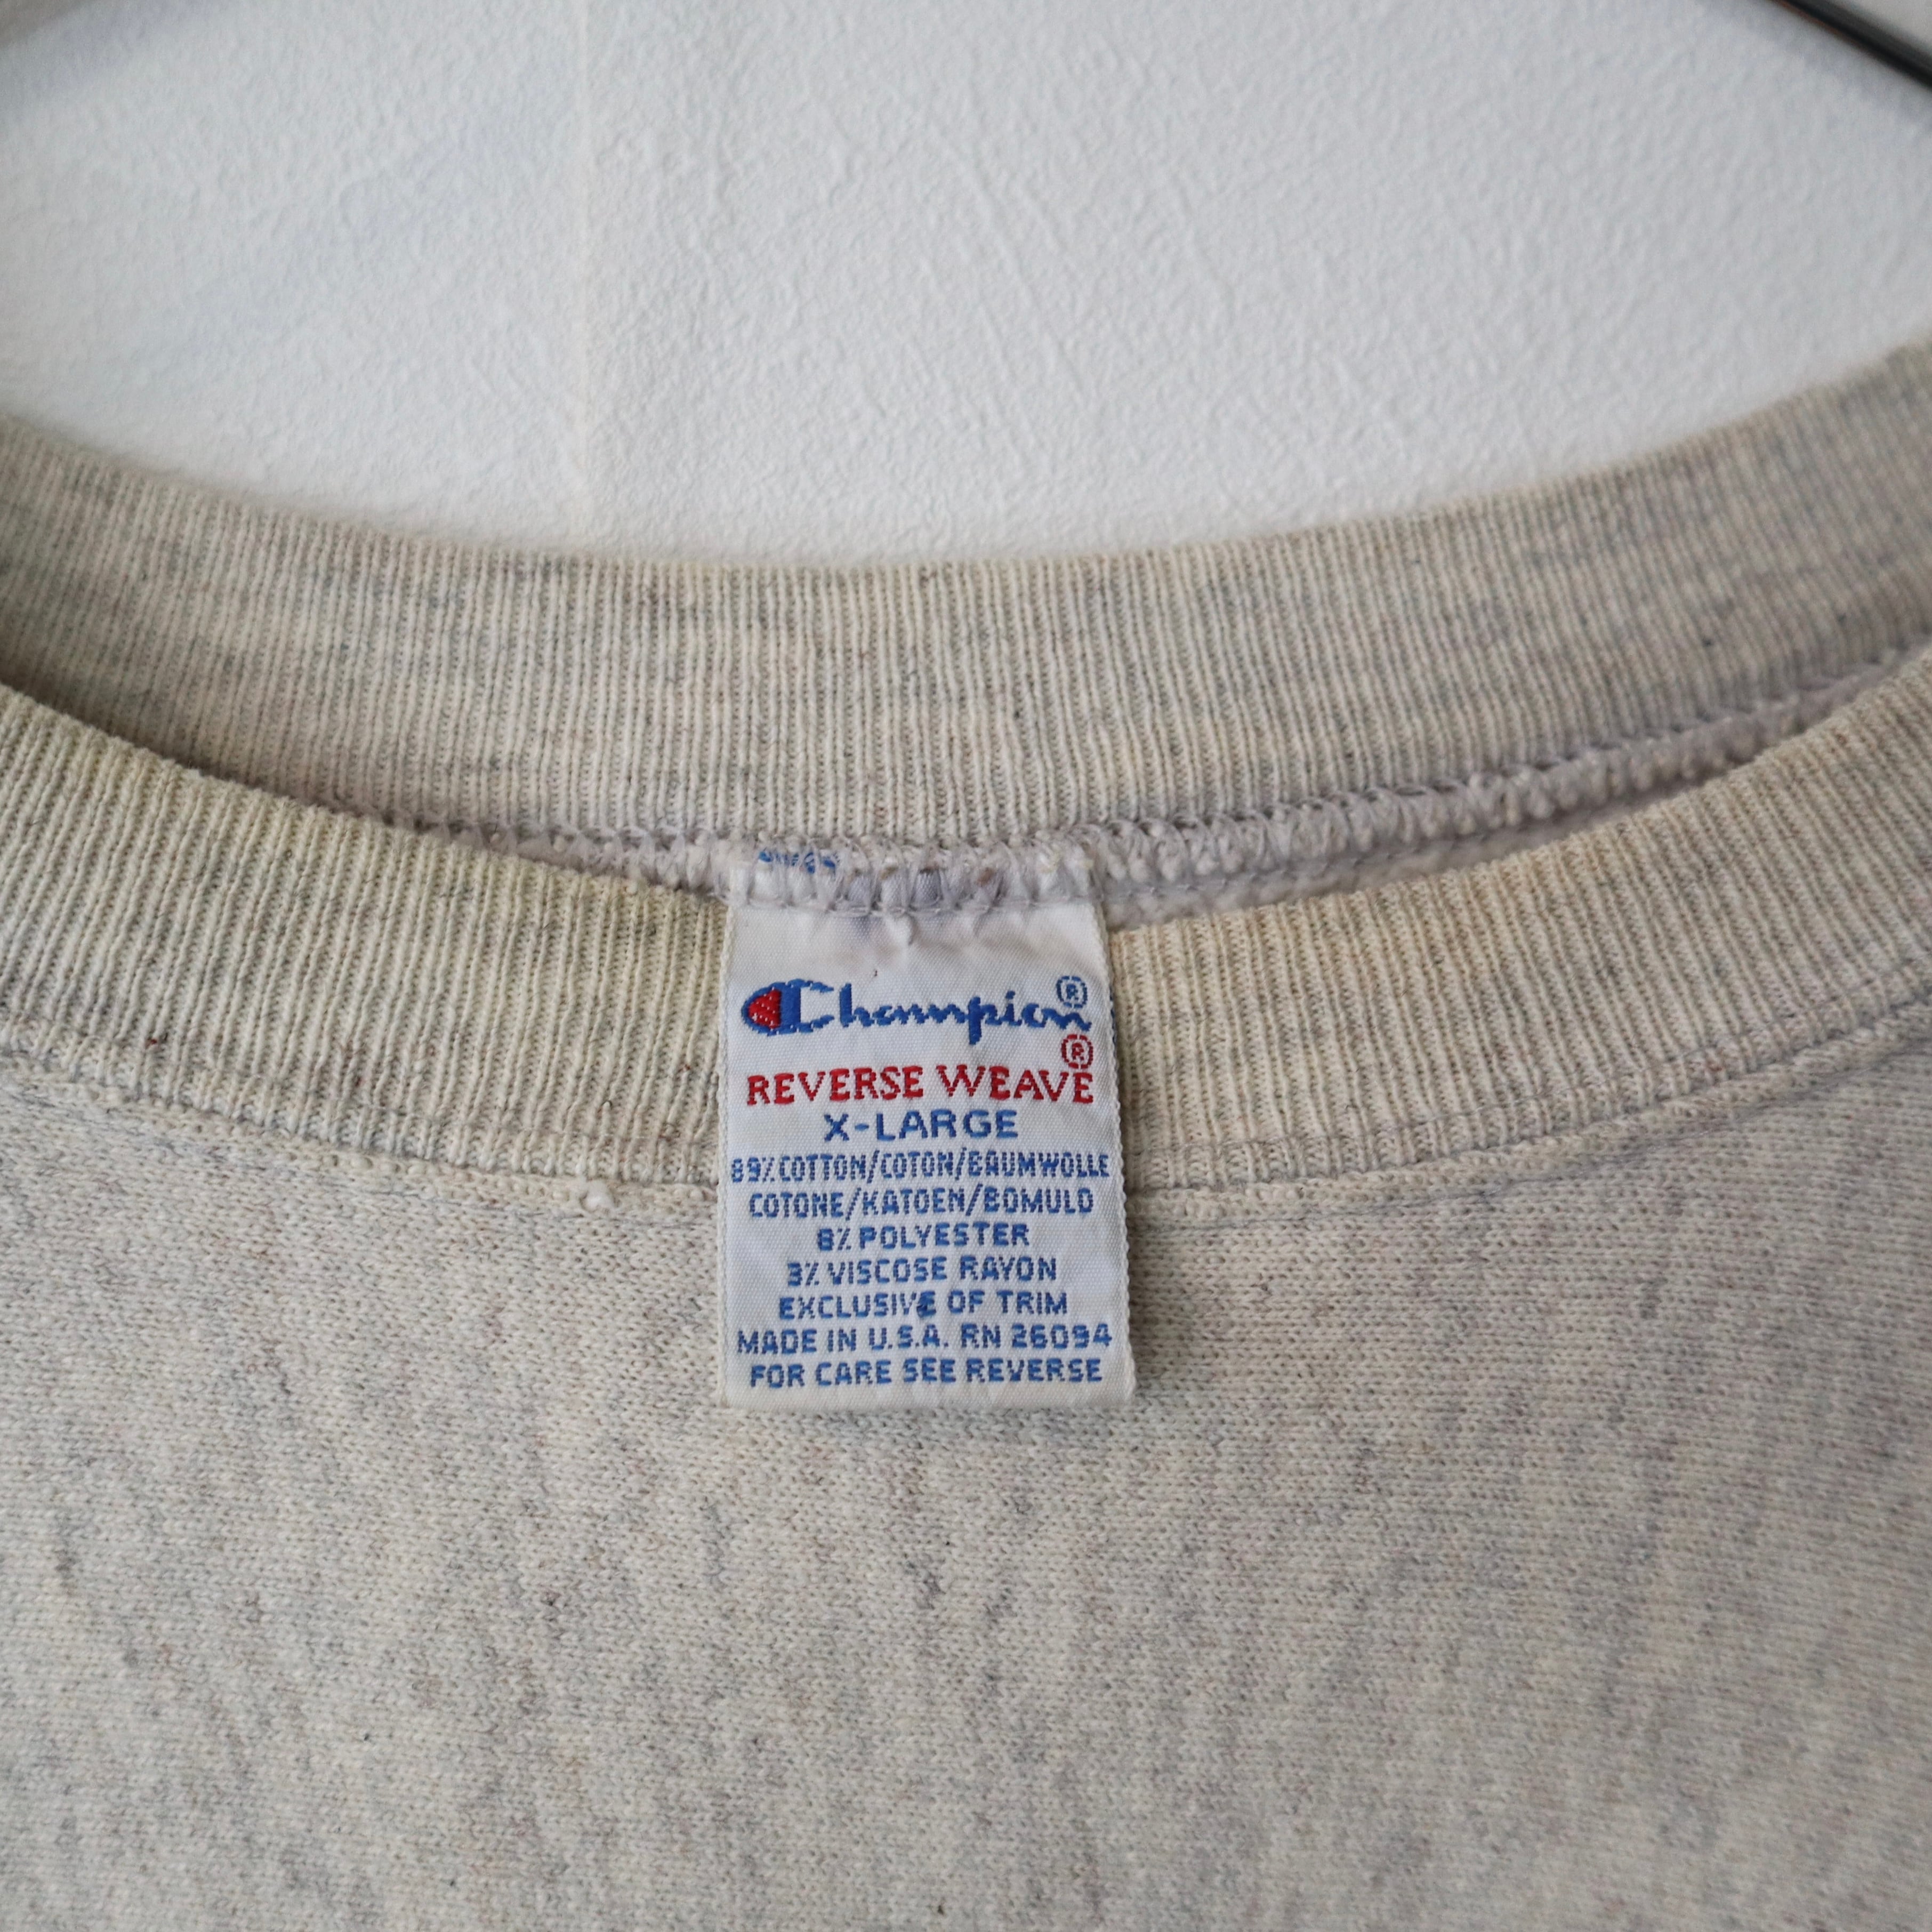 Champion®
REVERSE WEAVE®
X-LARGE
89% COTTON/COTON/BAUMWOLLE
COTONE/KATOEN/BOMULD
8% POLYESTER
3% VISCOSE RAYON
EXCLUSIVE OF TRIM
MADE IN U.S.A. RN 26094
FOR CARE SEE REVERSE